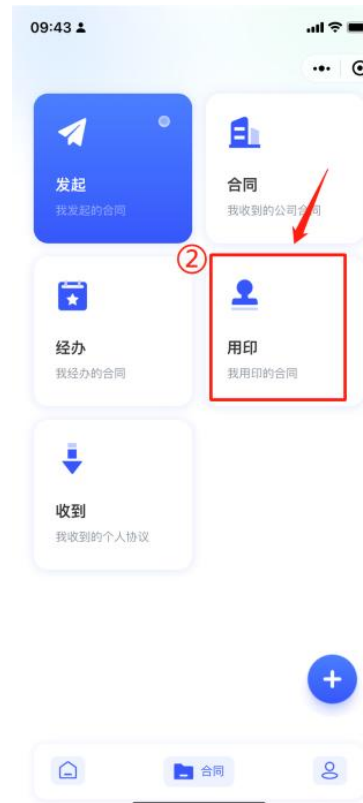 09:43
发起
我发起的合同
合同
我收到的公司合同
②
经办
我经办的合同
用印
我用印的合同
收到
我收到的个人协议
合同